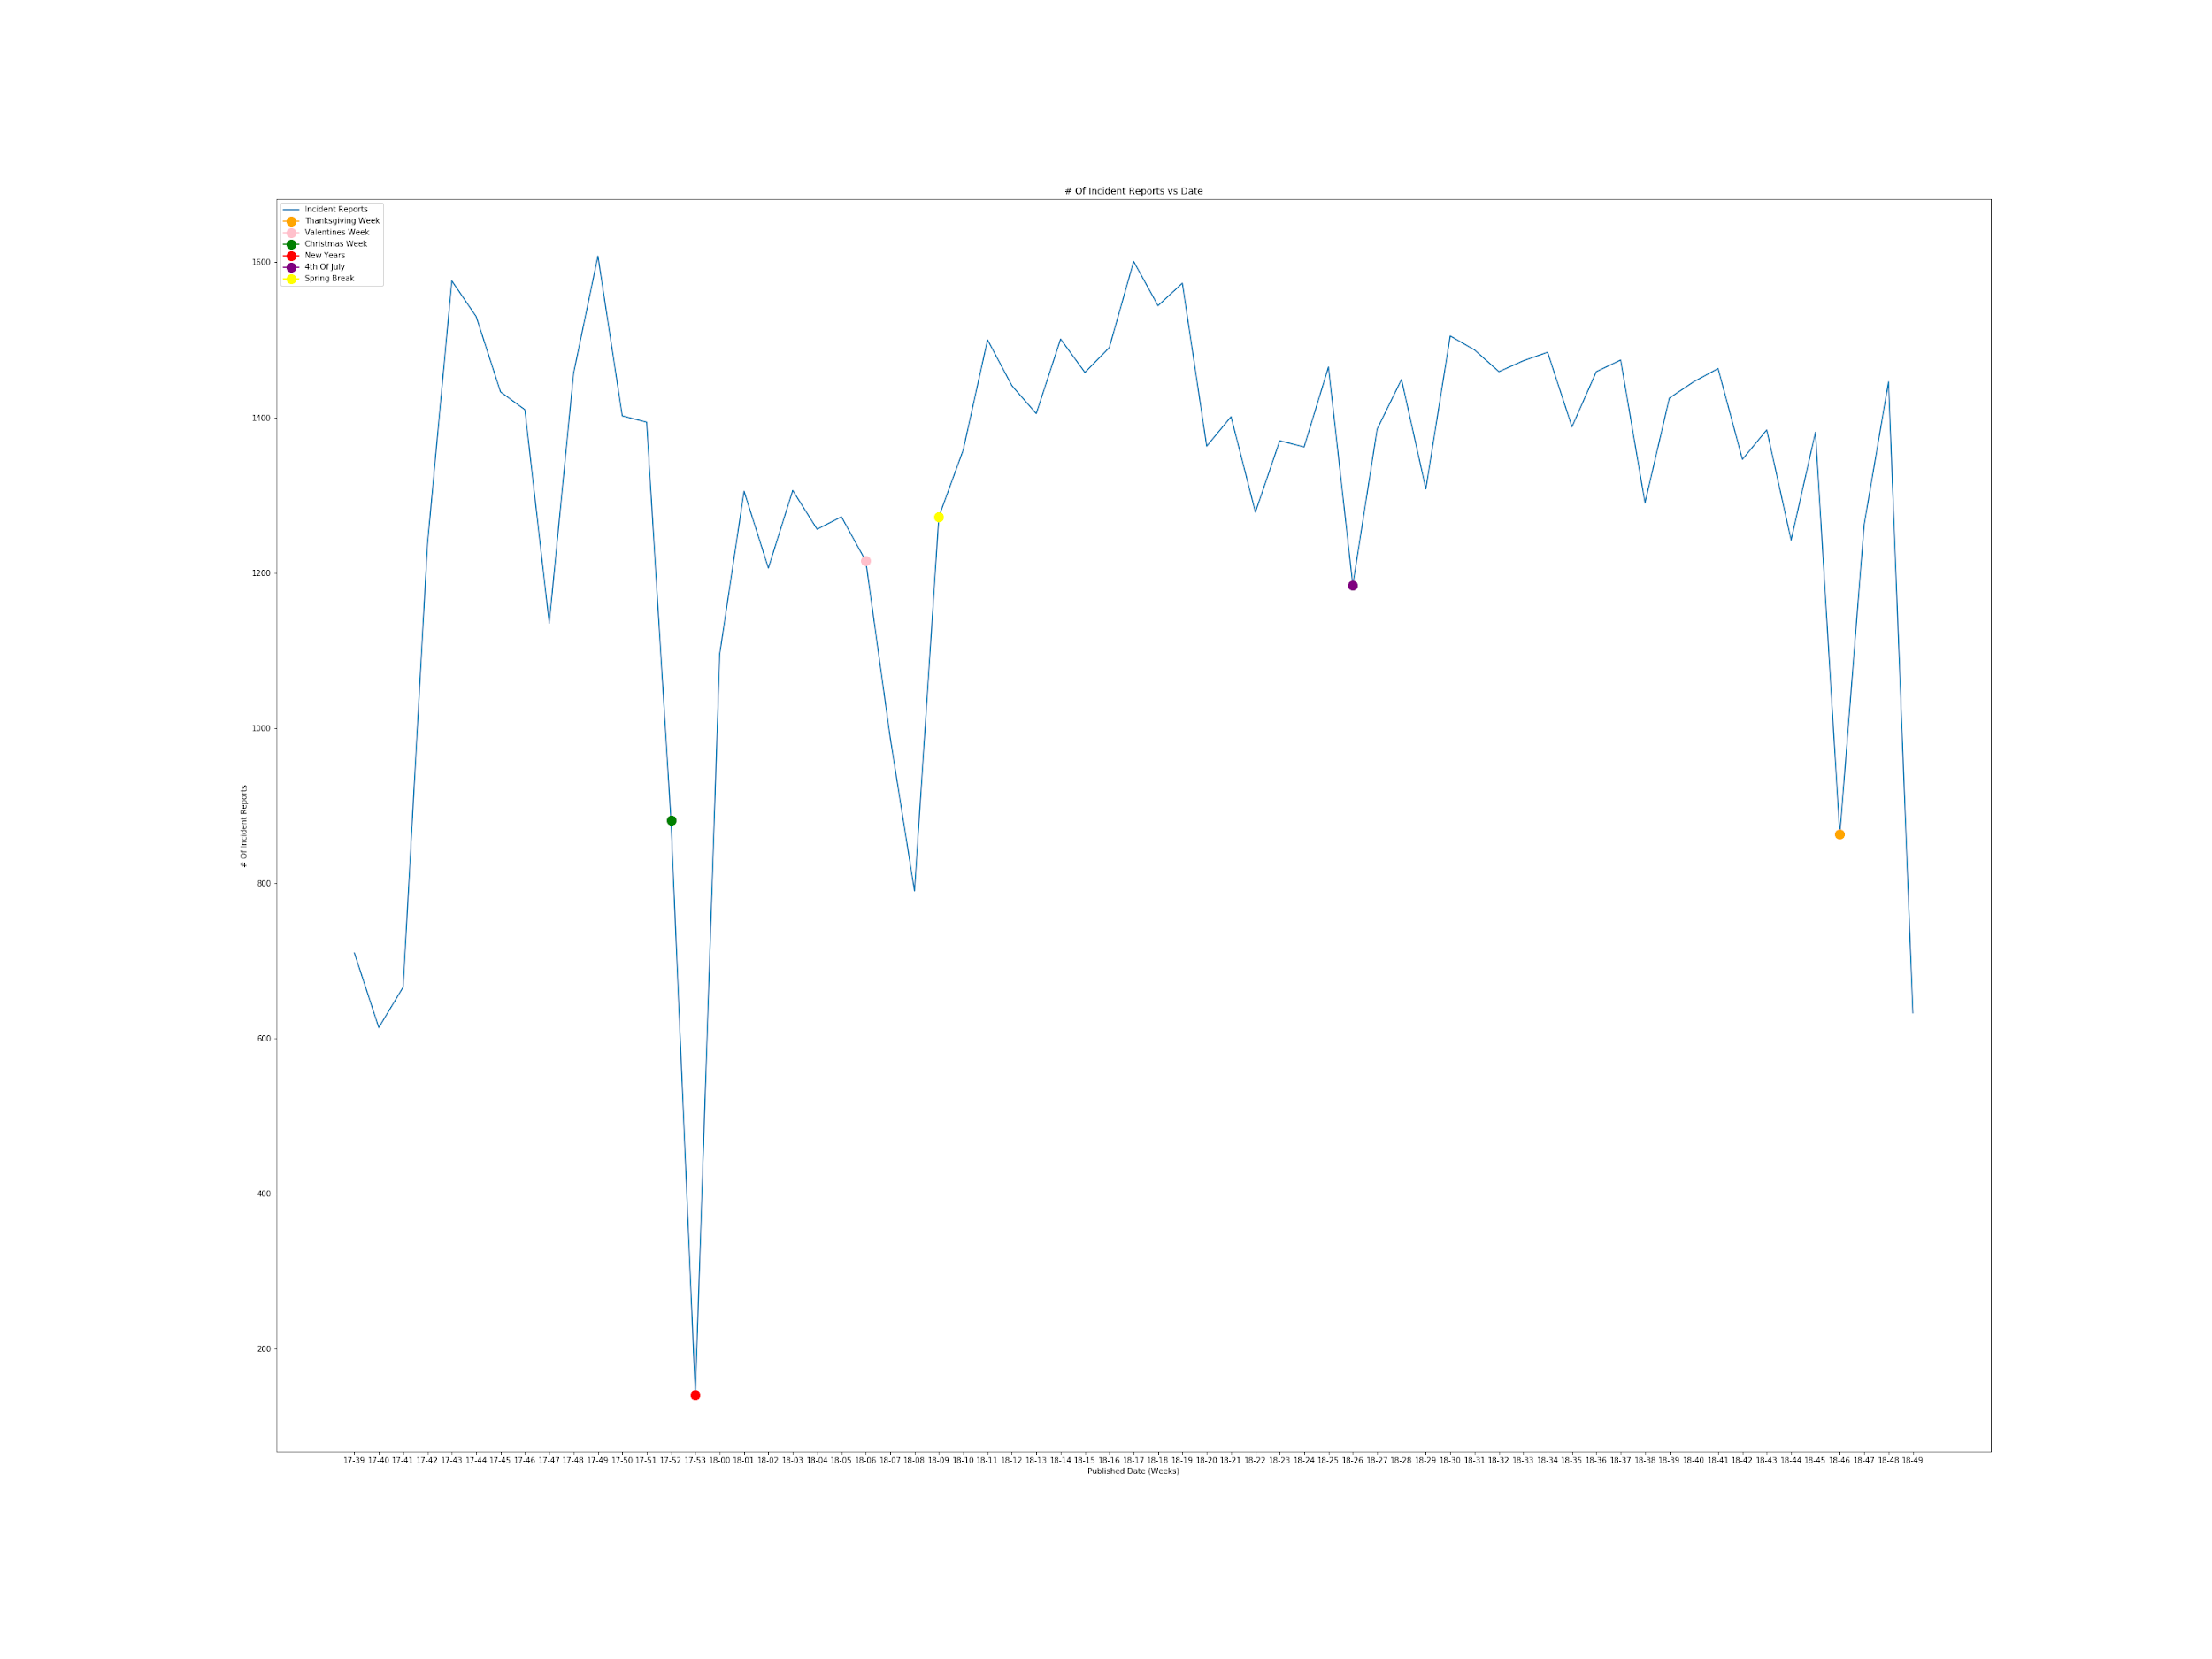 # Of Incident Reports vs Date
Incident Reports
Thanksgiving Week
Valentines Week
Christmas Week
New Years
4th Of July
Spring Break
1600
1400
1200
1000
800
600
400
200
# Of Incident Reports
17-39 17-40 17-41 17-42 17-43 17-44 17-45 17-46 17-47 17-48 17-49 17-50 17-51 17-52 17-53 18-00 18-01 18-02 18-03 18-04 18-05 18-06 18-07 18-08 18-09 18-10 18-11 18-12 18-13 18-14 18-15 18-16 18-17 18-18 18-19 18-20 18-21 18-22 18-23 18-24 18-25 18-26 18-27 18-28 18-29 18-30 18-31 18-32 18-33 18-34 18-35 18-36 18-37 18-38 18-39 18-40 18-41 18-42 18-43 18-44 18-45 18-46 18-47 18-48 18-49
Published Date (Weeks)